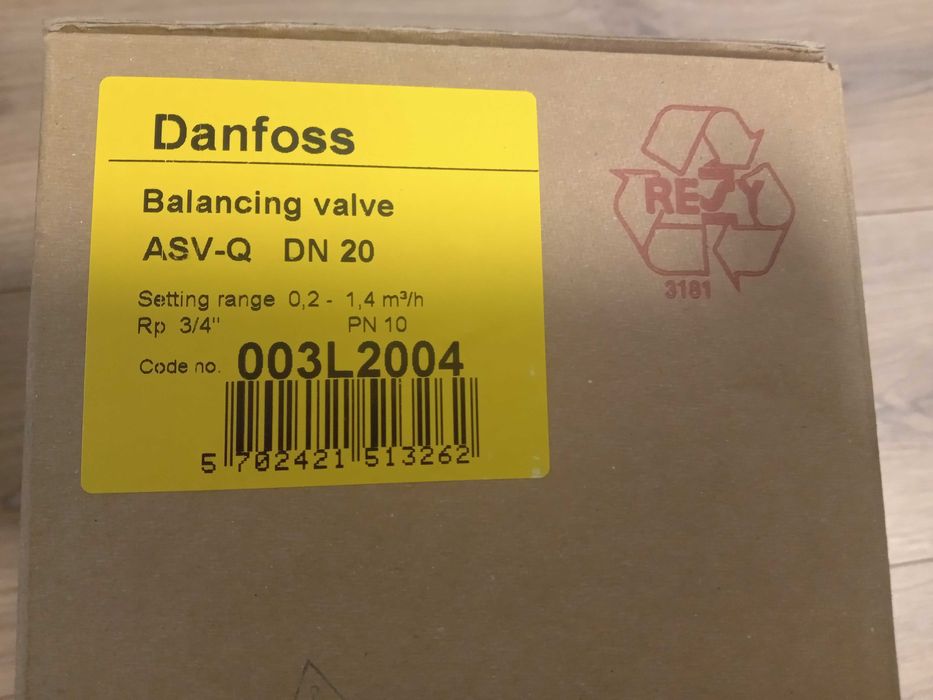 Danfoss
Balancing valve
ASV-Q DN 20
Setting range 0,2 - 1,4 m³/h
Rp 3/4" PN 10
Code no. 003L2004
5 702421 513262
RESY
3181